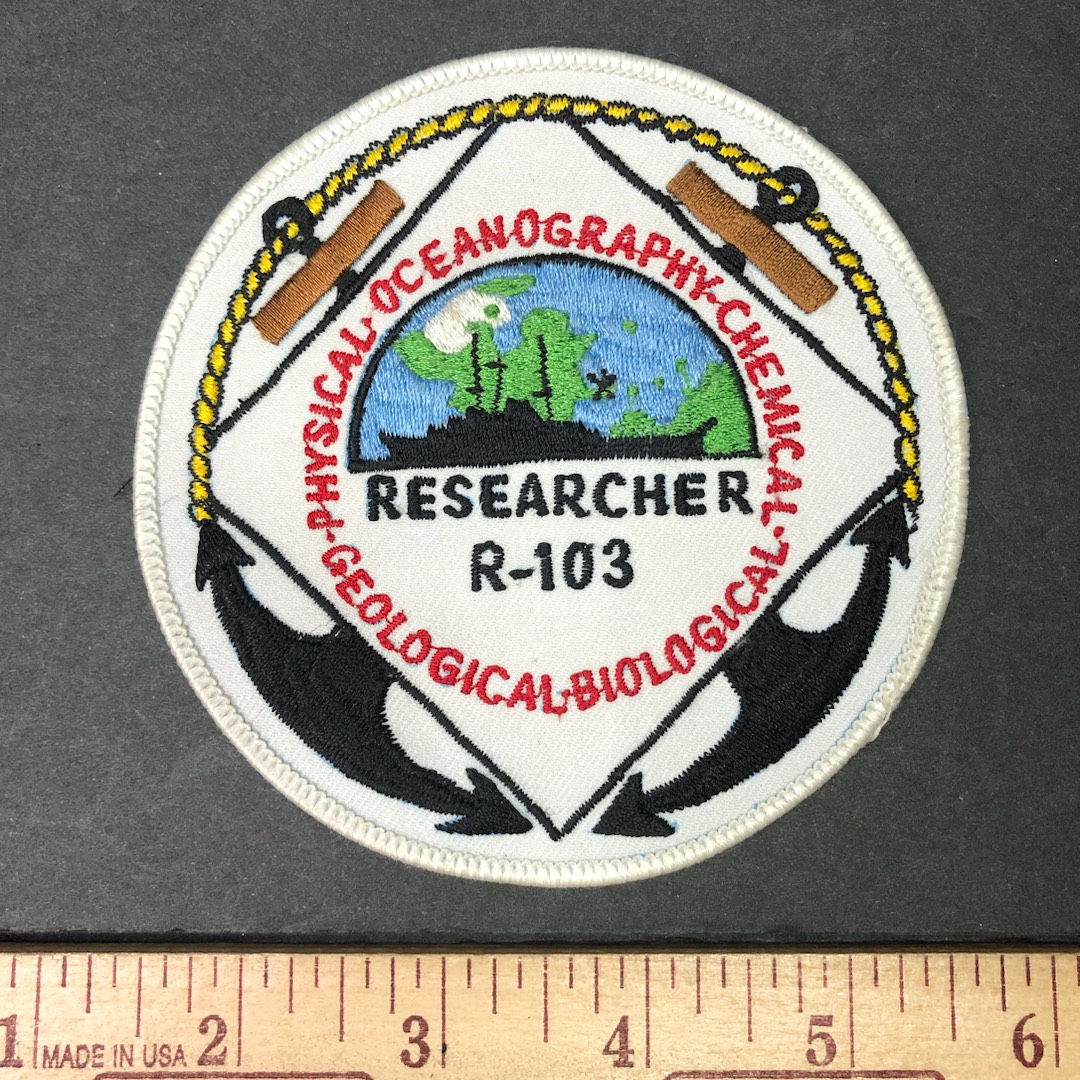 PHYSICAL·OCEANOGRAPHY·CHEMICAL·BIOLOGICAL·GEOLOGICAL·
RESEARCHER
R-103
1 MADE IN USA 2 3 4 5 6